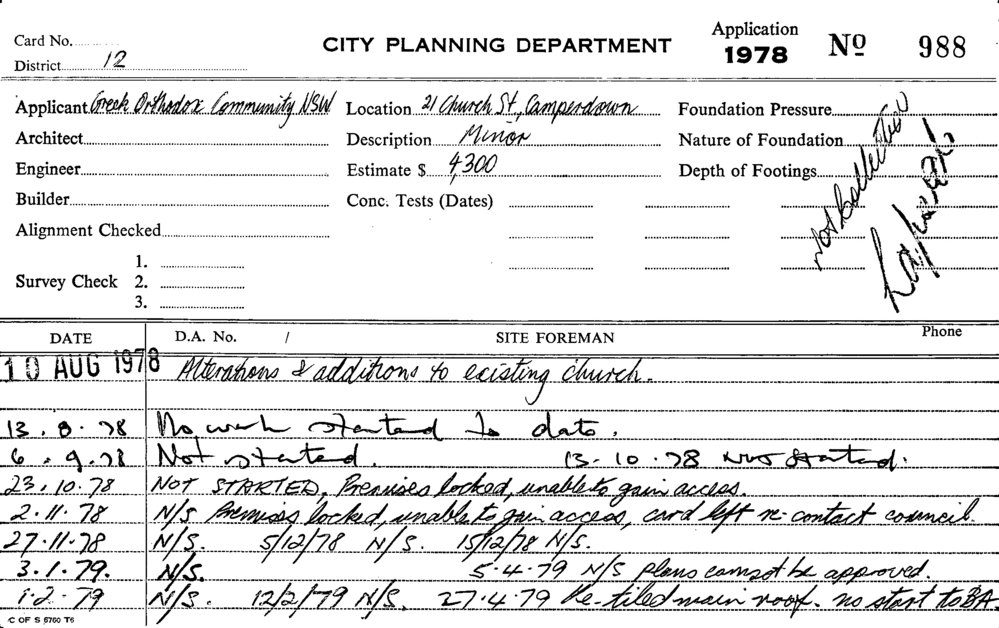 Card No.
District 12
CITY PLANNING DEPARTMENT
Application
1978
No 988
Applicant Greek Orthodox Community NSW
Architect
Engineer
Builder
Alignment Checked
Survey Check
1.
2.
3.
Location 21 Church St, Camperdown
Description Minor
Estimate $ 4,300
Conc. Tests (Dates)
Foundation Pressure
Nature of Foundation
Depth of Footings
Not
DATE D.A. No. / SITE FOREMAN Phone
10 AUG 1978 Alterations & additions to existing church.
13.8.78 No work started to date.
6.9.78 Not started. 13.10.78 Not started.
23.10.78 NOT STARTED, Premises locked, unable to gain access.
2.11.78 N/S Premises locked, unable to gain access, card left re-contact council.
27.11.78 N/S. 5/12/78 N/S. 15/12/78 N/S.
3.1.79. N/S. 5.4.79 N/S plans cannot be approved.
1.2.79 N/S. 12/2/79 N/S. 27.4.79 Re-tiled main roof. no start to BA.
C OF S 6760 T6